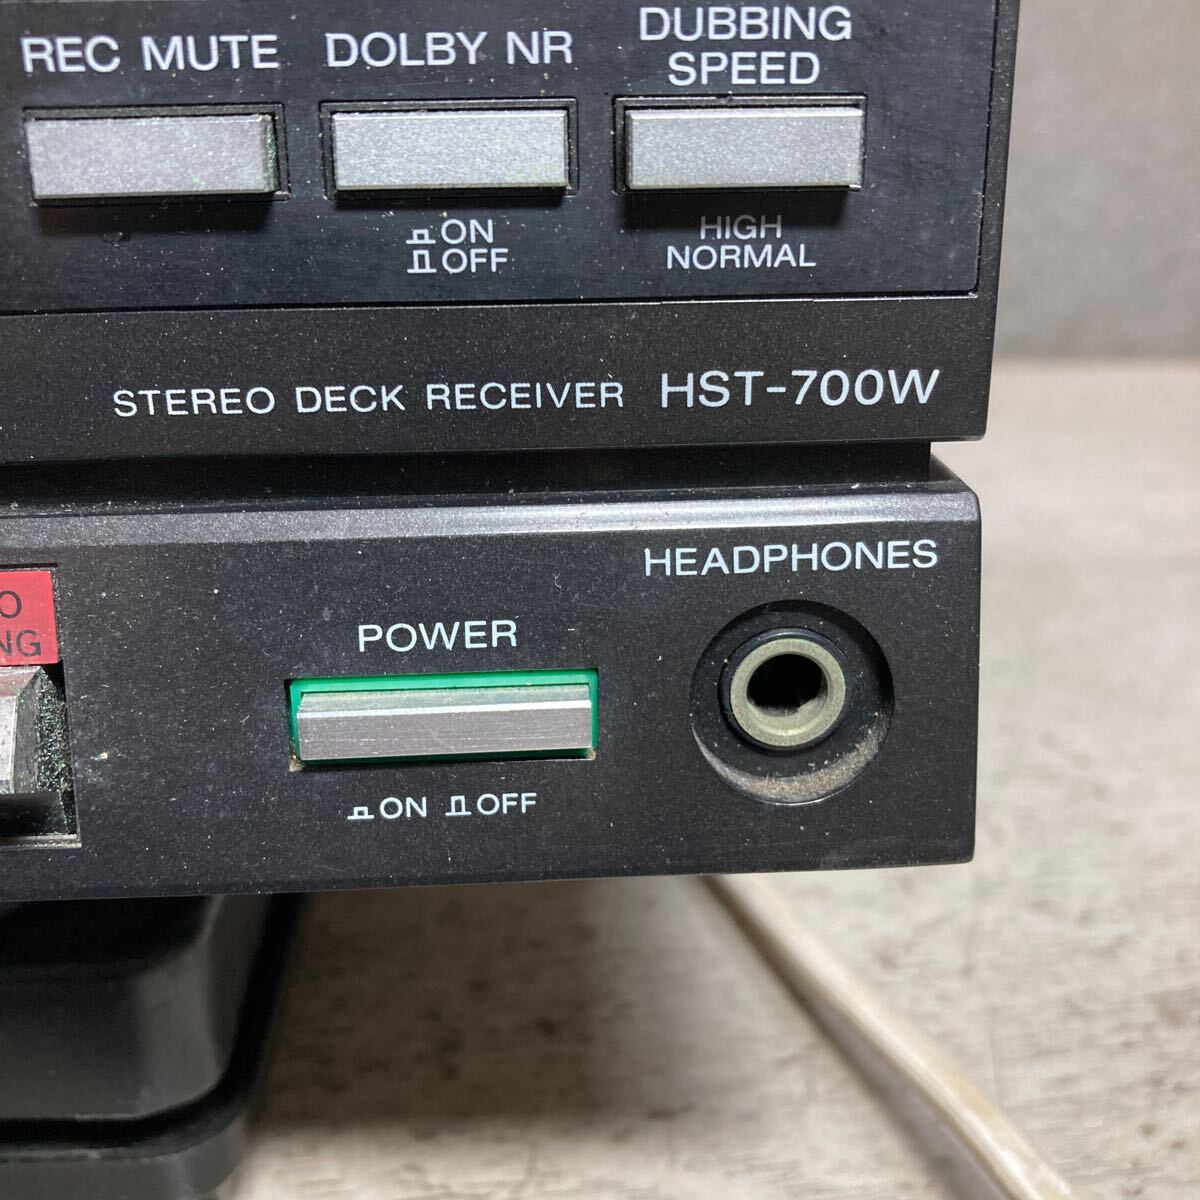 REC MUTE
DOLBY NR
DUBBING
SPEED
ON
OFF
HIGH
NORMAL
STEREO DECK RECEIVER HST-700W
HEADPHONES
POWER
ON OFF